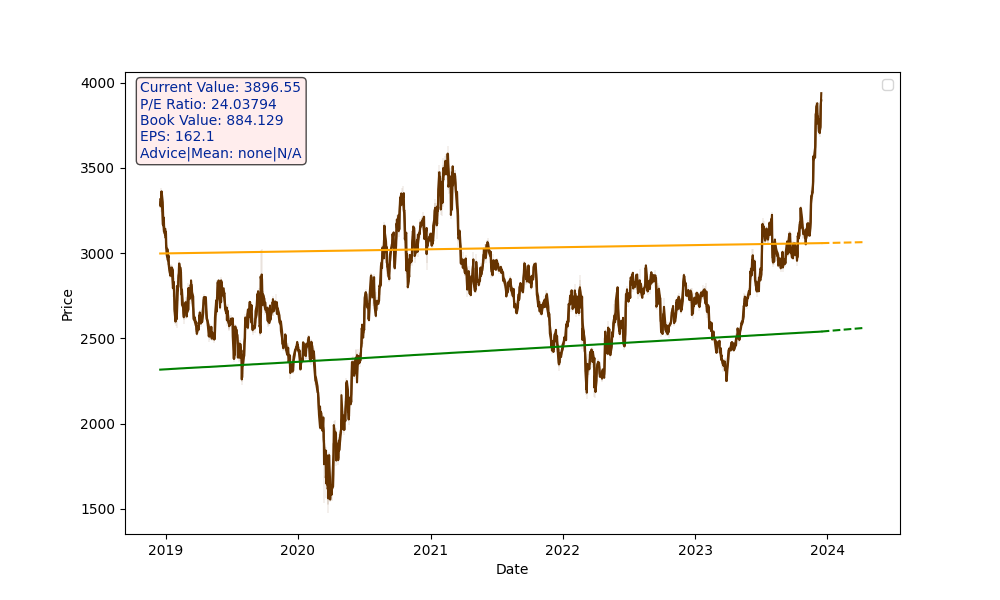 Current Value: 3896.55
P/E Ratio: 24.03794
Book Value: 884.129
EPS: 162.1
Advice|Mean: none|N/A
4000
3500
3000
2500
2000
1500
Price
2019 2020 2021 2022 2023 2024
Date